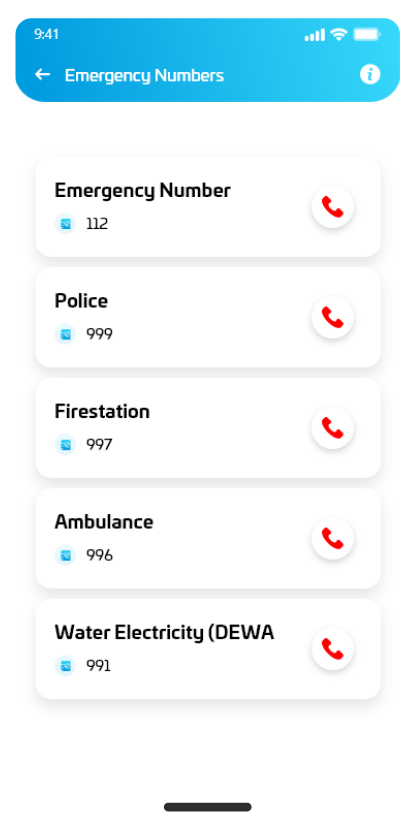 9:41
Emergency Numbers
Emergency Number
112
Police
999
Firestation
997
Ambulance
996
Water Electricity (DEWA
991